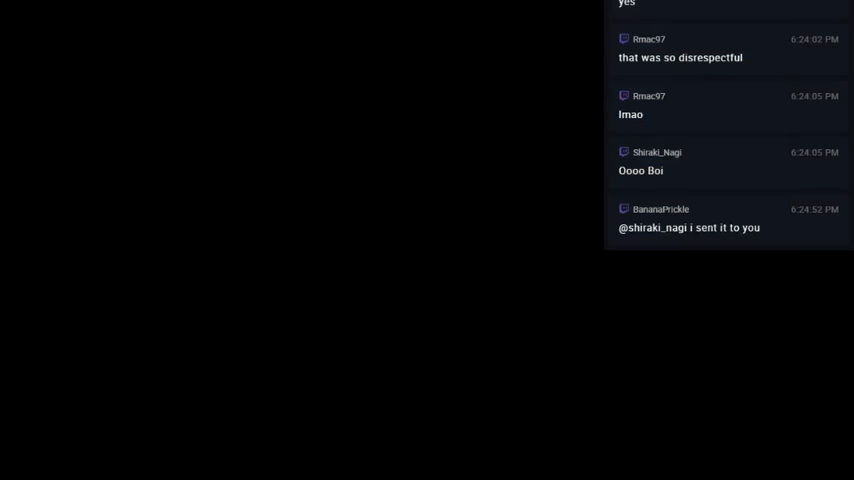 yes
Rmac97 6:24:02 PM
that was so disrespectful
Rmac97 6:24:05 PM
lmao
Shiraki_Nagi 6:24:05 PM
Oooo Boi
BananaPrickle 6:24:52 PM
@shiraki_nagi i sent it to you